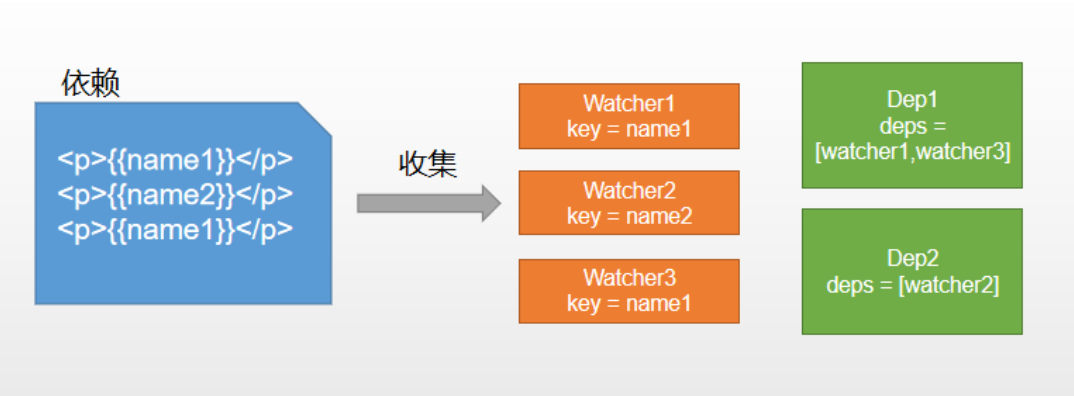 依赖
<p>{{name1}}</p>
<p>{{name2}}</p>
<p>{{name1}}</p>
收集
Watcher1
key = name1
Watcher2
key = name2
Watcher3
key = name1
Dep1
deps =
[watcher1,watcher3]
Dep2
deps = [watcher2]